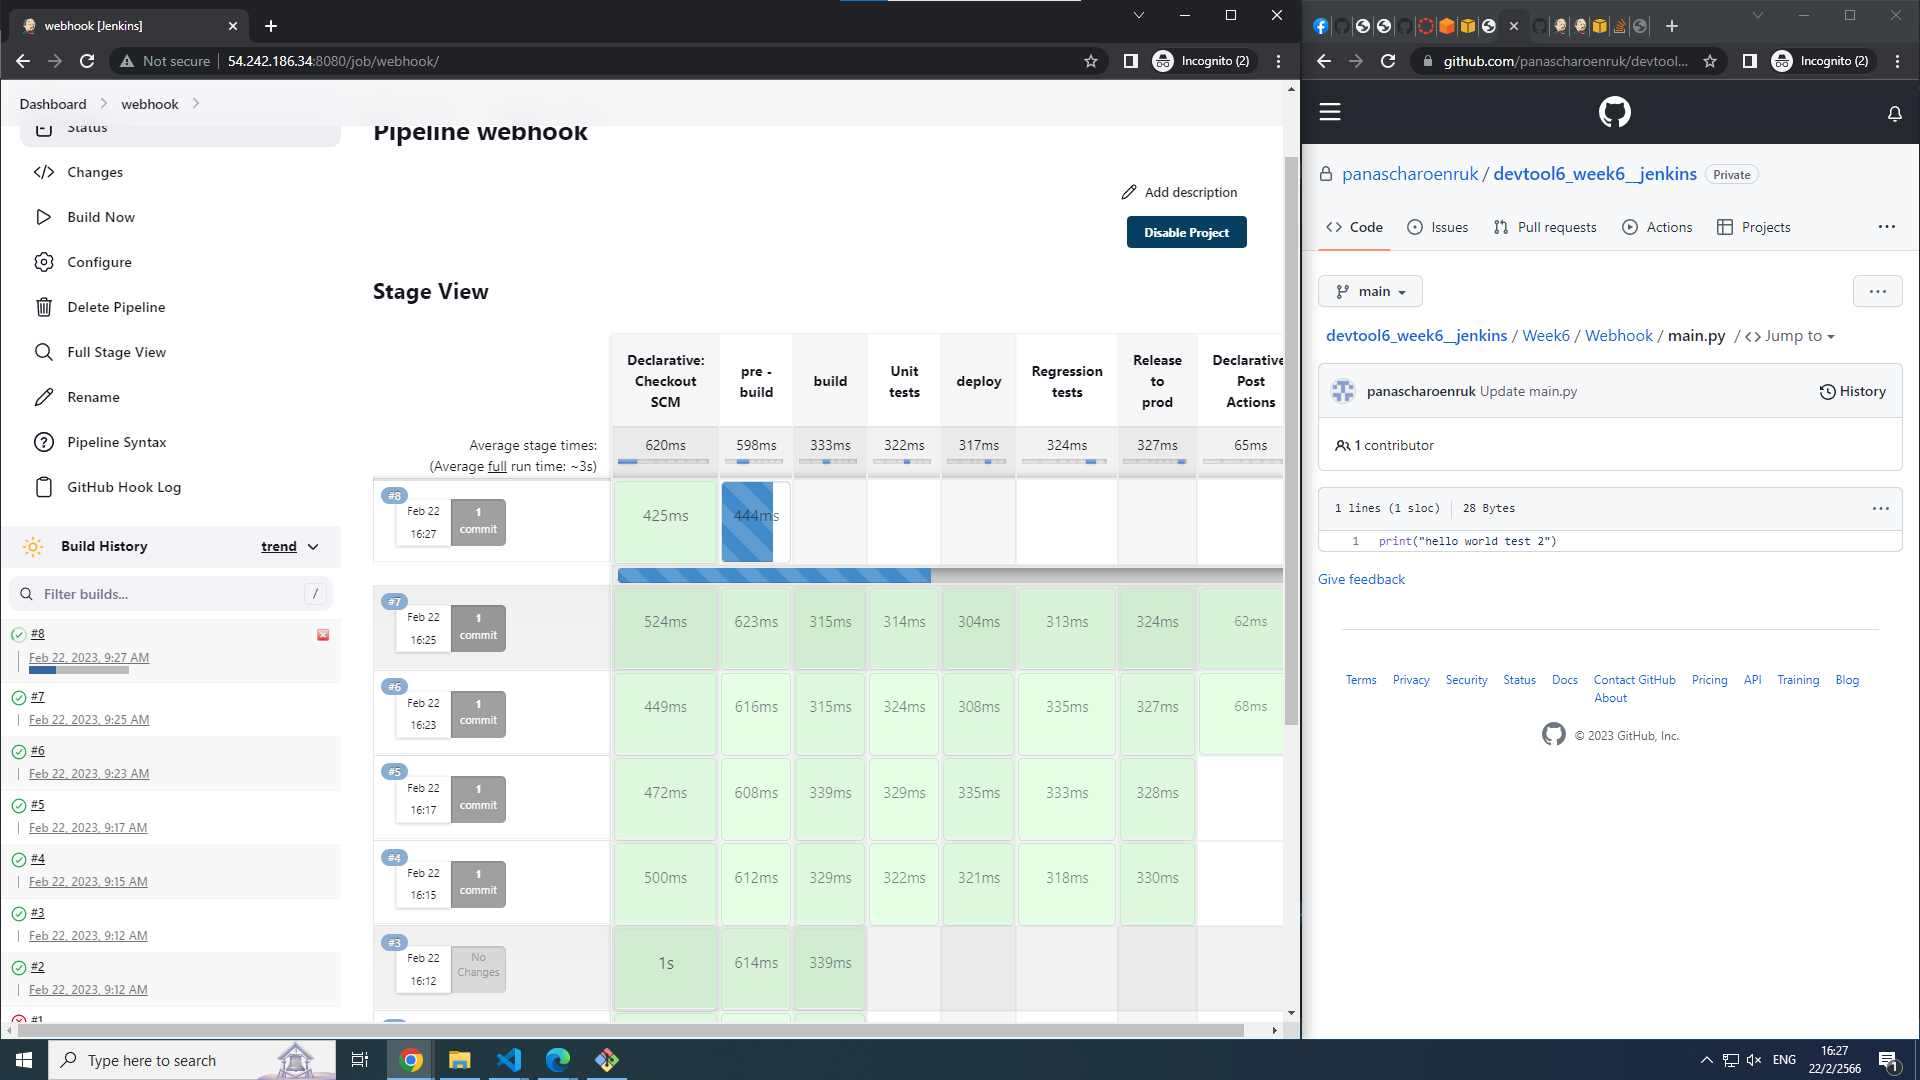 webhook [Jenkins]
Not secure
54.242.186.34:8080/job/webhook/
Incognito (2)
Dashboard
webhook
Status
Changes
Build Now
Configure
Delete Pipeline
Full Stage View
Rename
Pipeline Syntax
GitHub Hook Log
Build History
trend
Filter builds...
/
#8
Feb 22, 2023, 9:27 AM
#7
Feb 22, 2023, 9:25 AM
#6
Feb 22, 2023, 9:23 AM
#5
Feb 22, 2023, 9:17 AM
#4
Feb 22, 2023, 9:15 AM
#3
Feb 22, 2023, 9:12 AM
#2
Feb 22, 2023, 9:12 AM
#1
Pipeline webhook
Add description
Disable Project
Stage View
Declarative: Checkout SCM
pre - build
build
Unit tests
deploy
Regression tests
Release to prod
Declarative: Post Actions
Average stage times:
(Average full run time: ~3s)
620ms 598ms 333ms 322ms 317ms 324ms 327ms 65ms
#8
Feb 22
16:27
1 commit
425ms 444ms
#7
Feb 22
16:25
1 commit
524ms 623ms 315ms 314ms 304ms 313ms 324ms 62ms
#6
Feb 22
16:23
1 commit
449ms 616ms 315ms 324ms 308ms 335ms 327ms 68ms
#5
Feb 22
16:17
1 commit
472ms 608ms 339ms 329ms 335ms 333ms 328ms
#4
Feb 22
16:15
1 commit
500ms 612ms 329ms 322ms 321ms 318ms 330ms
#3
Feb 22
16:12
No Changes
1s 614ms 339ms
github.com/panascharoenruk/devtool...
Incognito (2)
panascharoenruk / devtool6_week6__jenkins Private
Code
Issues
Pull requests
Actions
Projects
main
devtool6_week6__jenkins / Week6 / Webhook / main.py / <> Jump to
panascharoenruk Update main.py
History
1 contributor
1 lines (1 sloc) 28 Bytes
1 print("hello world test 2")
Give feedback
Terms Privacy Security Status Docs Contact GitHub Pricing API Training Blog
About
© 2023 GitHub, Inc.
Type here to search
ENG
16:27
22/2/2566
1